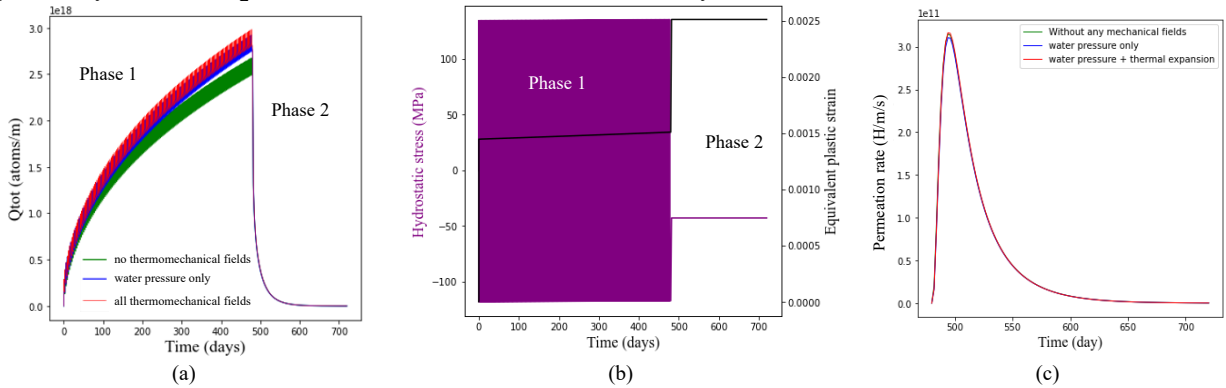 1e18
3.0
2.5
2.0
1.5
1.0
0.5
0.0
Qtot (atoms/m)
Phase 1
Phase 2
no thermomechanical fields
water pressure only
all thermomechanical fields
0 100 200 300 400 500 600 700
Time (days)
(a)
100
50
0
−50
−100
Hydrostatic stress (MPa)
Phase 1
Phase 2
0.0025
0.0020
0.0015
0.0010
0.0005
0.0000
Equivalent plastic strain
0 100 200 300 400 500 600 700
Time (days)
(b)
1e11
3.0
2.5
2.0
1.5
1.0
0.5
0.0
Permeation rate (H/m/s)
Without any mechanical fields
water pressure only
water pressure + thermal expansion
500 550 600 650 700
Time (day)
(c)